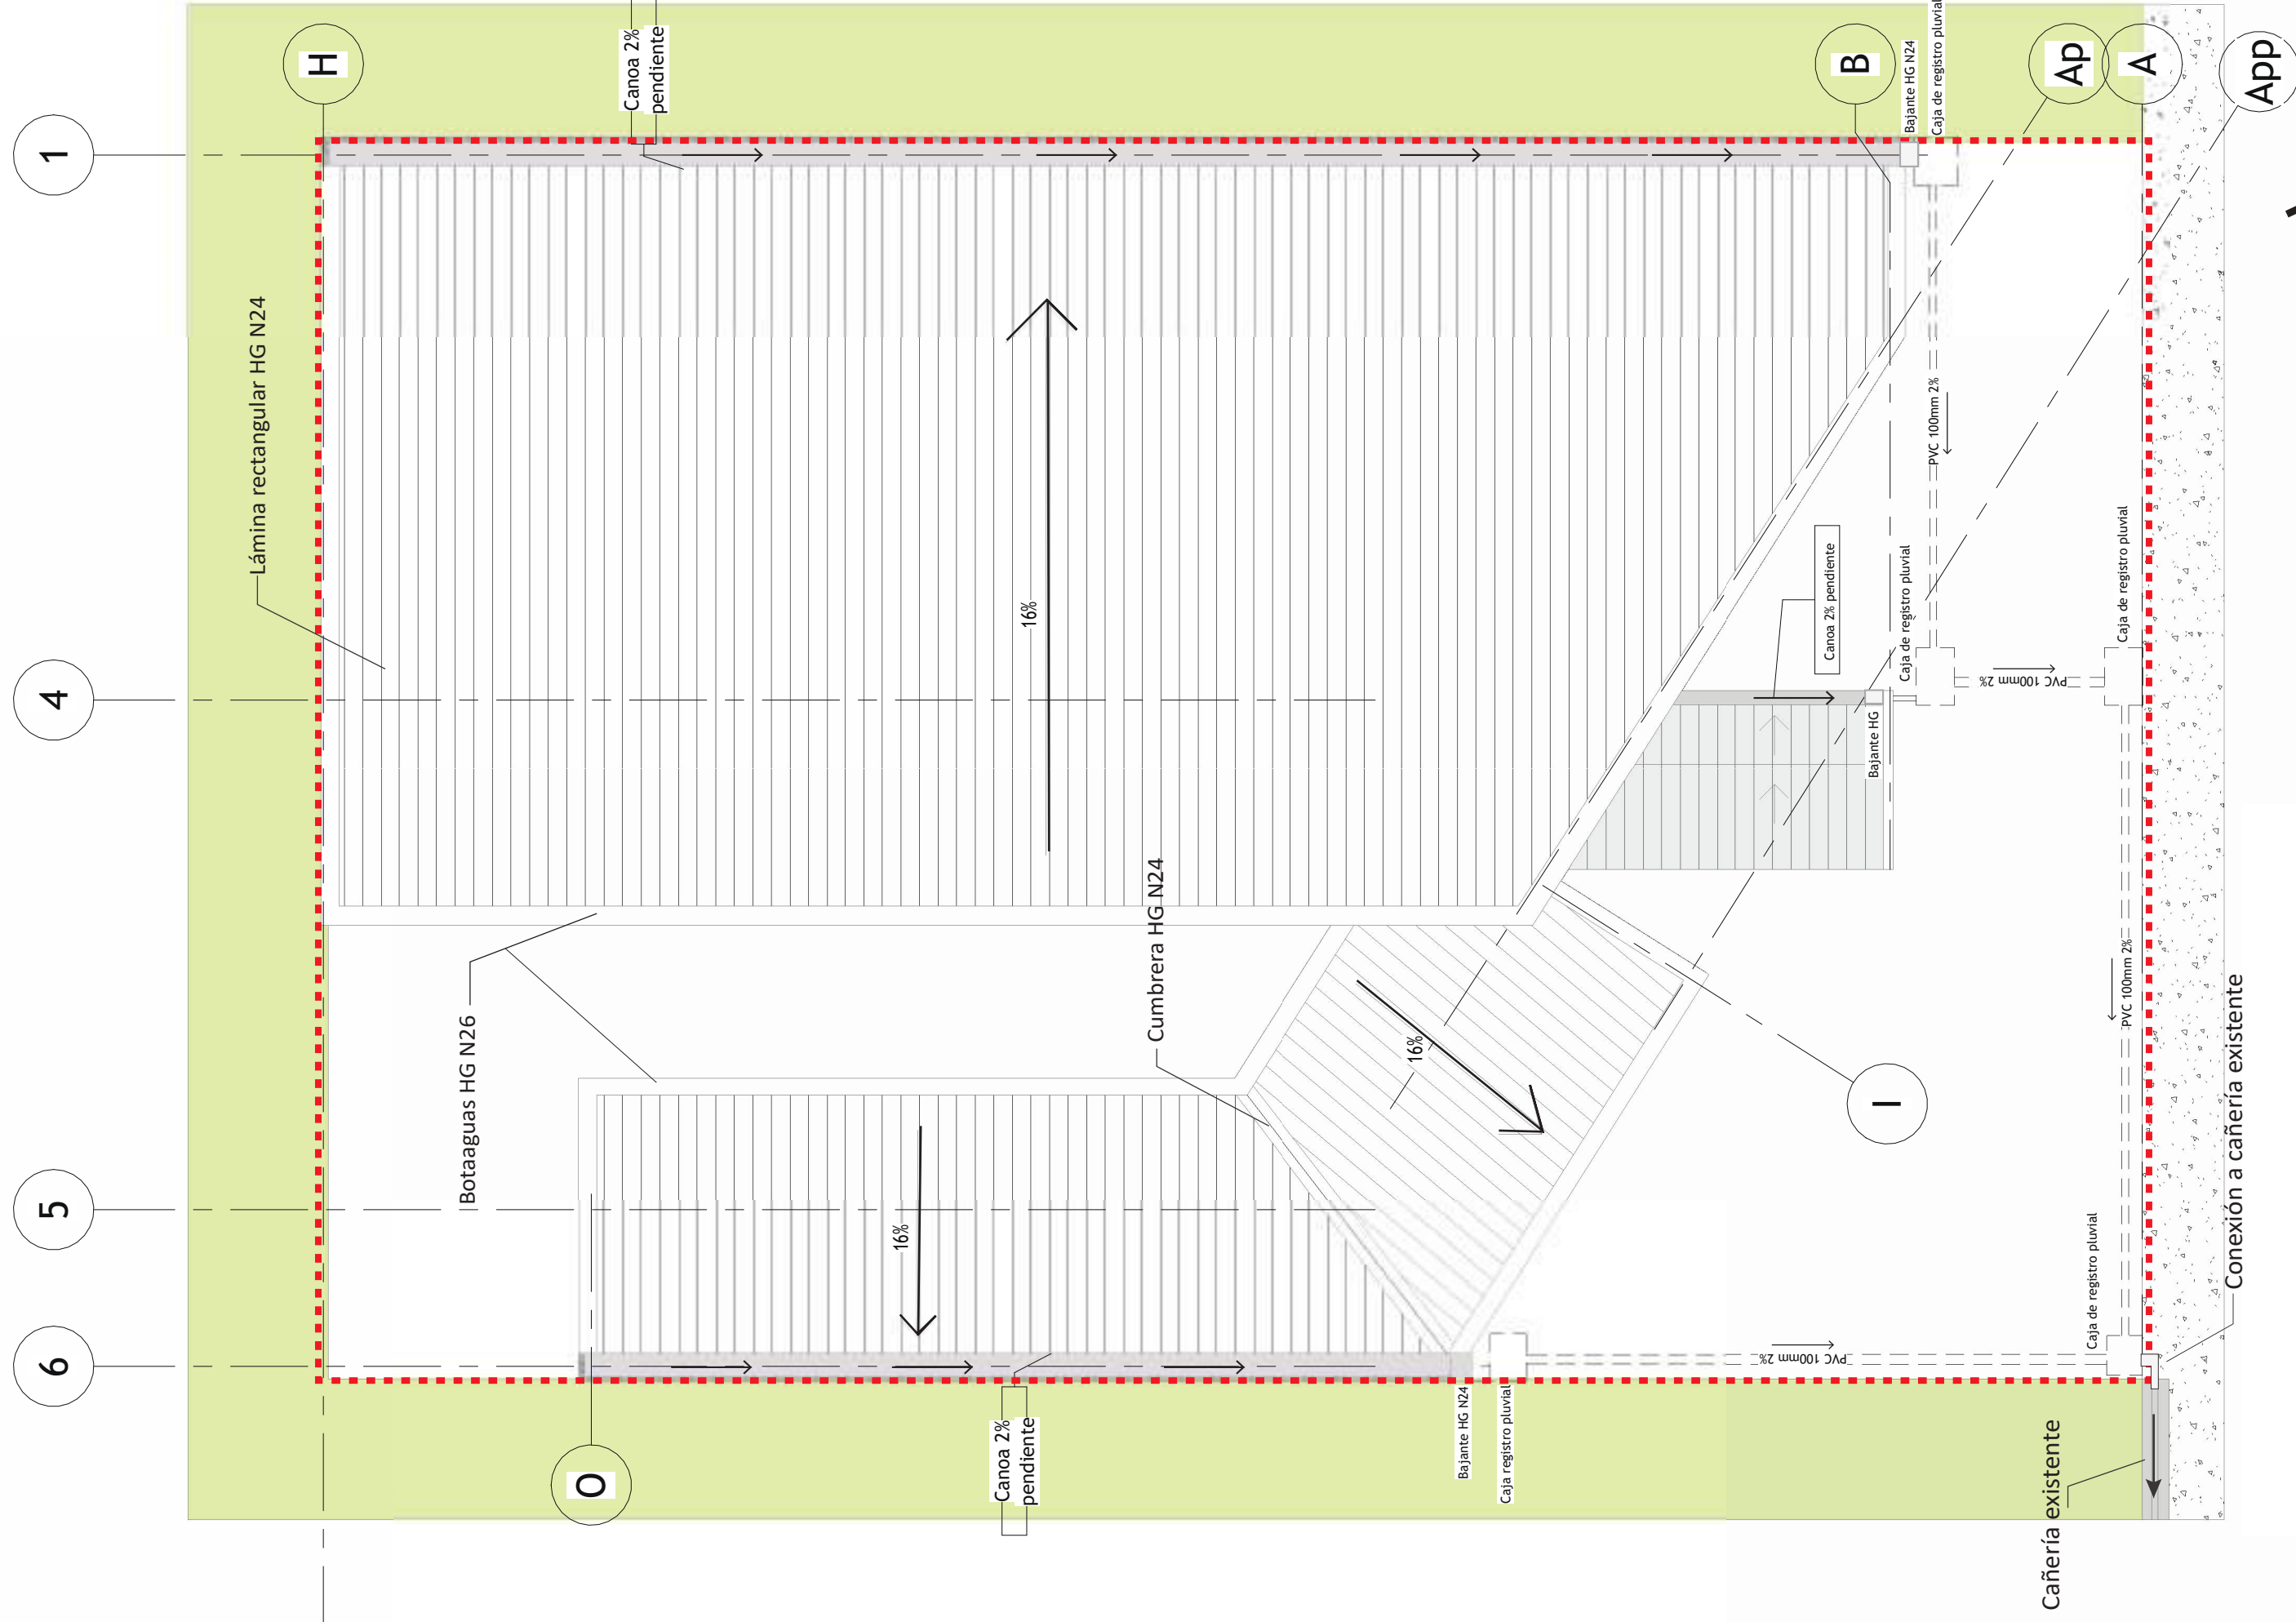 1
4
5
6
H
B
Ap
A
App
O
I
Lámina rectangular HG N24
Canoa 2%
pendiente
Bajante HG N24
Caja de registro pluvial
16%
PVC 100mm 2%
Canoa 2% pendiente
Caja de registro pluvial
Bajante HG
PVC 100mm 2%
Caja de registro pluvial
Botaaguas HG N26
Cumbrera HG N24
16%
16%
PVC 100mm 2%
Canoa 2%
pendiente
Bajante HG N24
Caja registro pluvial
PVC 100mm 2%
Caja de registro pluvial
Conexión a cañería existente
Cañería existente